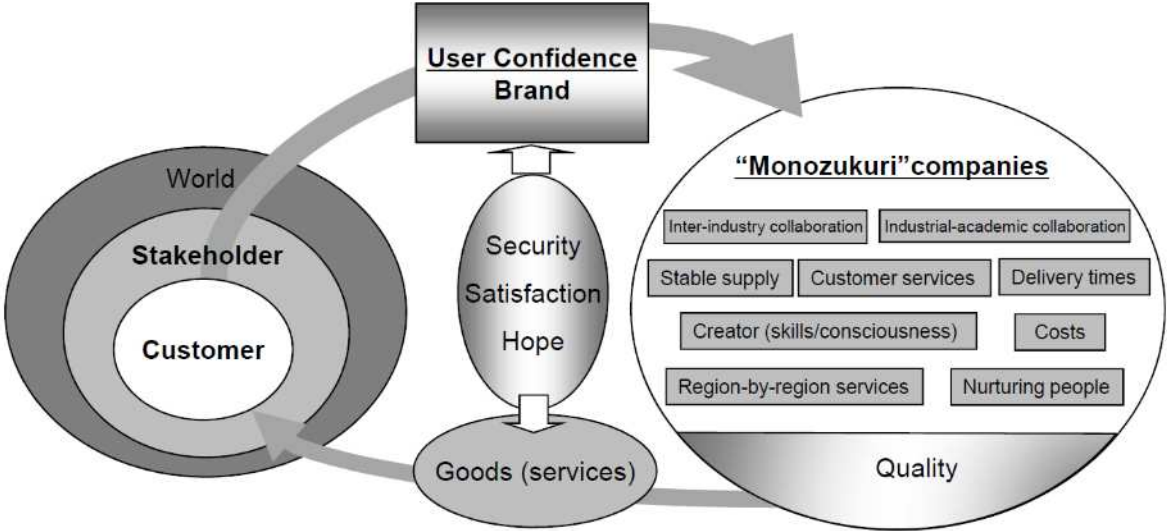 User Confidence
Brand
World
Stakeholder
Customer
Security
Satisfaction
Hope
Goods (services)
“Monozukuri”companies
Inter-industry collaboration
Industrial-academic collaboration
Stable supply
Customer services
Delivery times
Creator (skills/consciousness)
Costs
Region-by-region services
Nurturing people
Quality